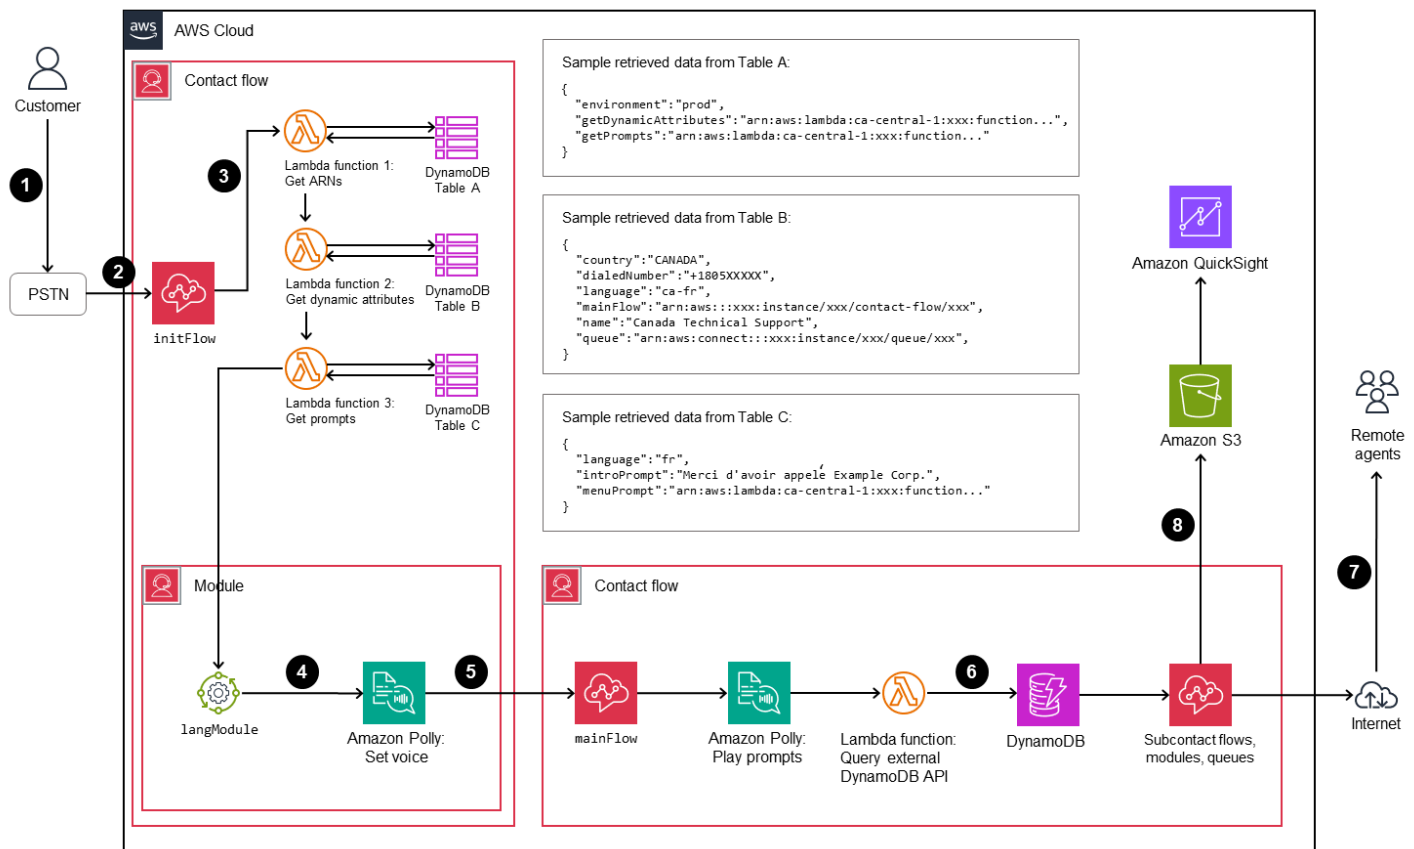 aws
AWS Cloud
Customer
1
PSTN
2
Contact flow
initFlow
3
Lambda function 1:
Get ARNs
DynamoDB
Table A
Lambda function 2:
Get dynamic attributes
DynamoDB
Table B
Lambda function 3:
Get prompts
DynamoDB
Table C
Sample retrieved data from Table A:
{
"environment":"prod",
"getDynamicAttributes":"arn:aws:lambda:ca-central-1:xxx:function...",
"getPrompts":"arn:aws:lambda:ca-central-1:xxx:function..."
}
Sample retrieved data from Table B:
{
"country":"CANADA",
"dialedNumber":"+1805XXXXX",
"language":"ca-fr",
"mainFlow":"arn:aws:::xxx:instance/xxx/contact-flow/xxx",
"name":"Canada Technical Support",
"queue":"arn:aws:connect:::xxx:instance/xxx/queue/xxx",
}
Sample retrieved data from Table C:
{
"language":"fr",
"introPrompt":"Merci d'avoir appelé Example Corp.",
"menuPrompt":"arn:aws:lambda:ca-central-1:xxx:function..."
}
Amazon QuickSight
Amazon S3
8
Remote
agents
7
Internet
Module
langModule
4
Amazon Polly:
Set voice
5
Contact flow
mainFlow
Amazon Polly:
Play prompts
Lambda function:
Query external
DynamoDB API
6
DynamoDB
Subcontact flows,
modules, queues